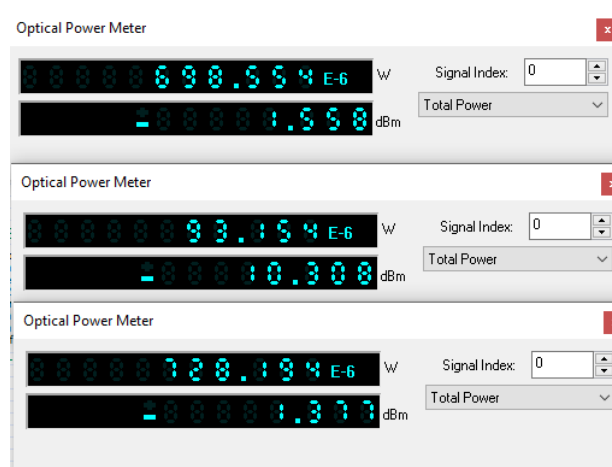 Optical Power Meter
x
698.554 E-6 W Signal Index: 0
-1.558 dBm Total Power
Optical Power Meter
93.154 E-6 W Signal Index: 0
-10.308 dBm Total Power
Optical Power Meter
728.194 E-6 W Signal Index: 0
-1.377 dBm Total Power